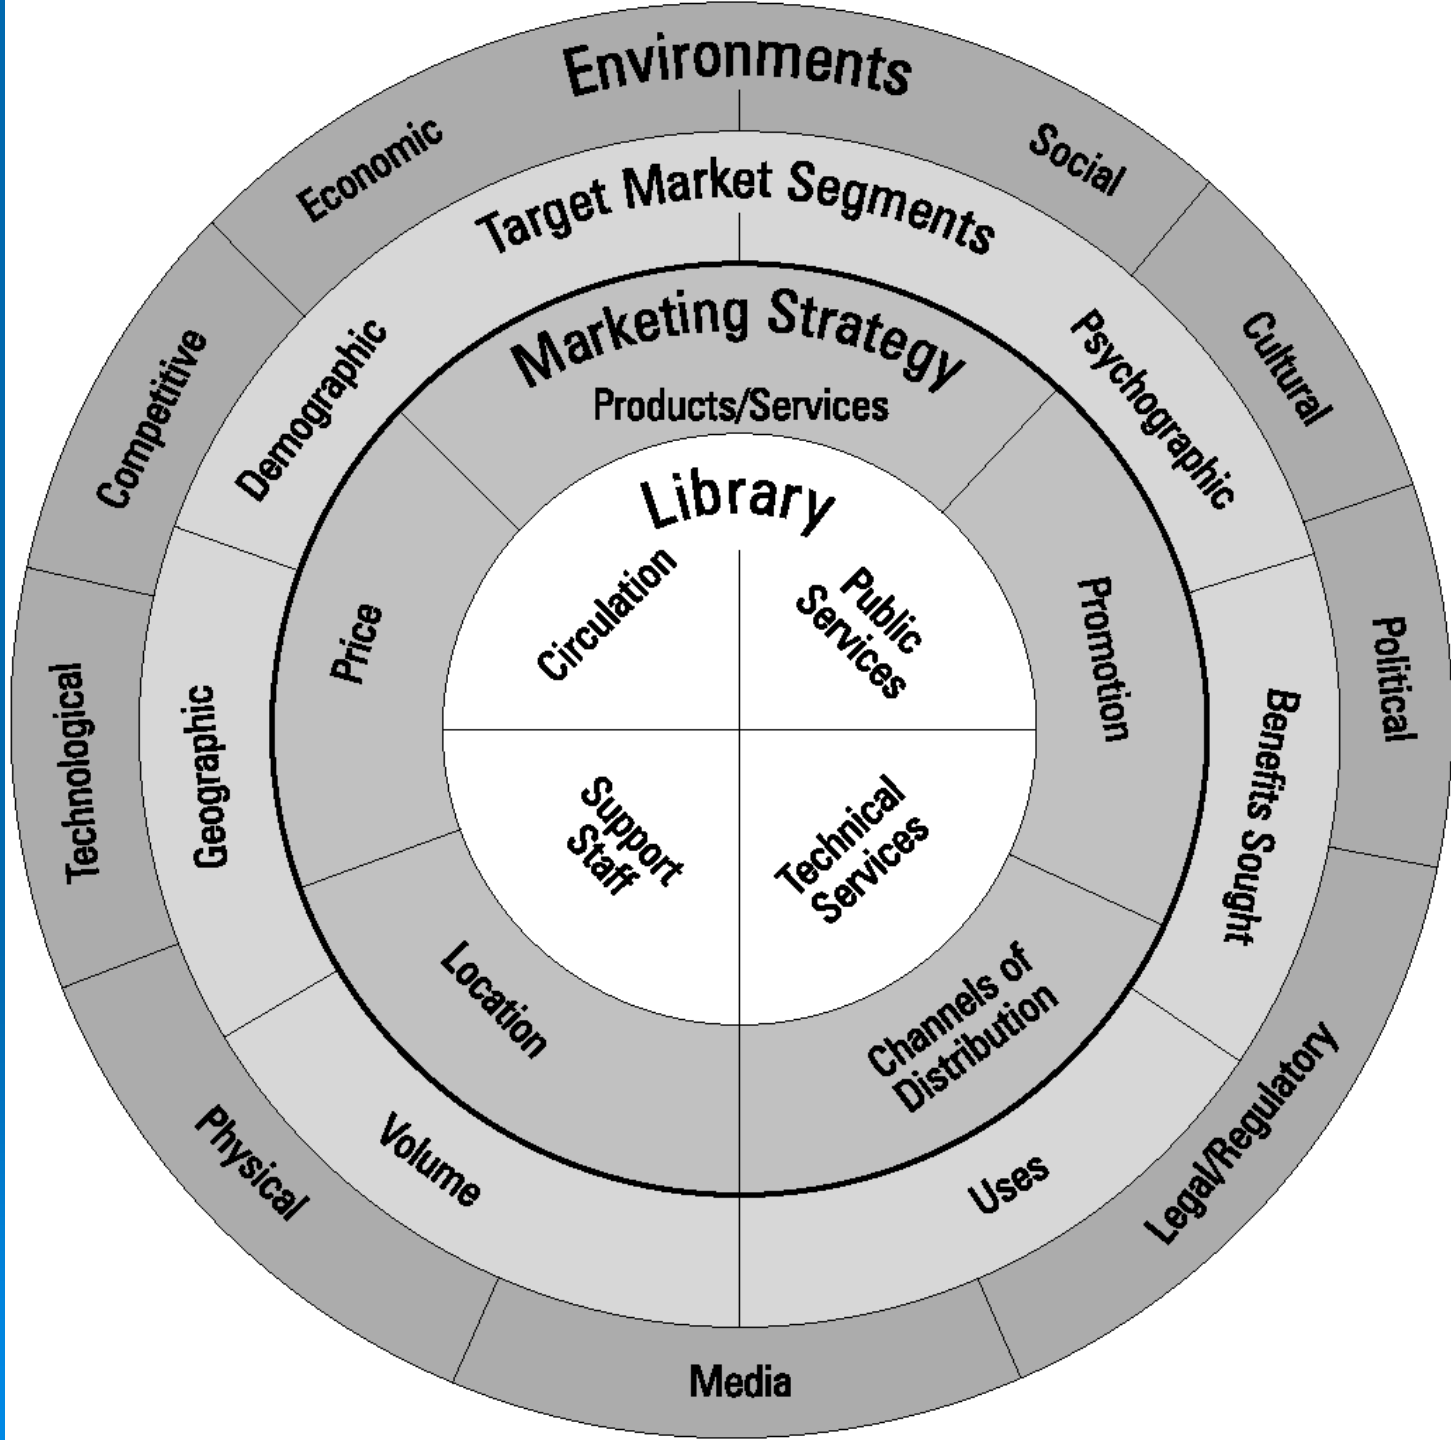 Environments
Economic
Social
Competitive
Cultural
Technological
Political
Physical
Legal/Regulatory
Media
Target Market Segments
Demographic
Psychographic
Geographic
Benefits Sought
Volume
Uses
Marketing Strategy
Products/Services
Price
Promotion
Location
Channels of
Distribution
Library
Circulation
Public
Services
Support
Staff
Technical
Services